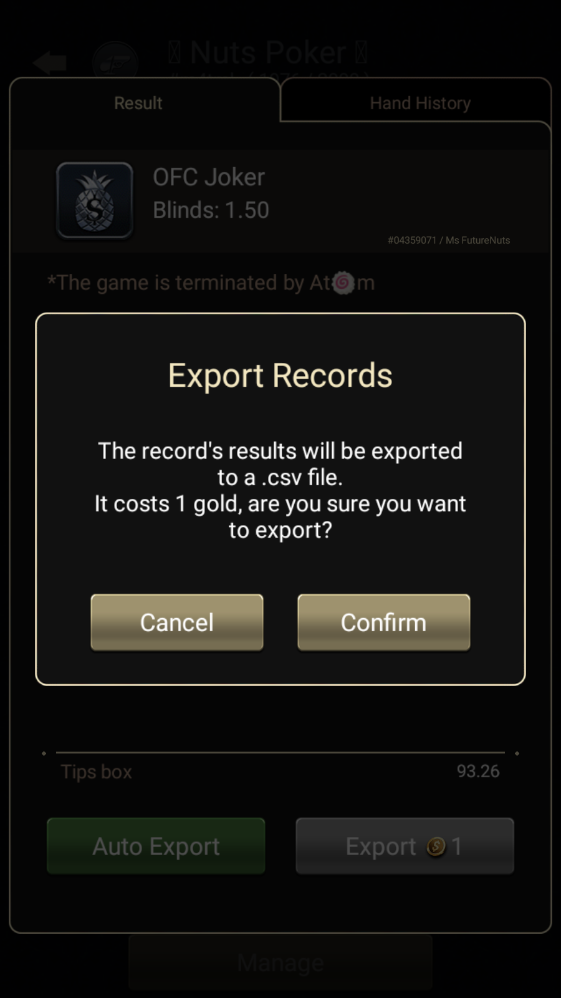 Nuts Poker
Result
Hand History
OFC Joker
Blinds: 1.50
#04359071 / Ms FutureNuts
*The game is terminated by At🍥m
Export Records
The record's results will be exported
to a .csv file.
It costs 1 gold, are you sure you want
to export?
Cancel
Confirm
Tips box
93.26
Auto Export
Export 1
Manage